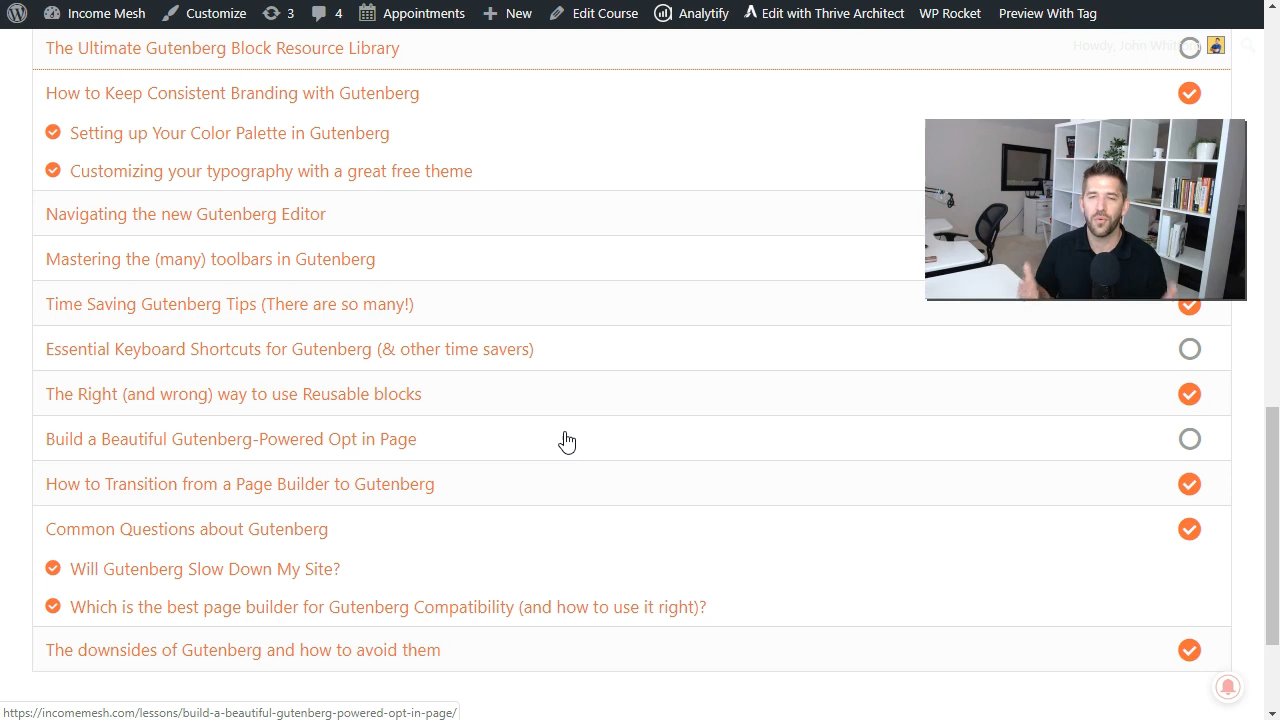 Income Mesh Customize 3 4 Appointments New Edit Course Analytify Edit with Thrive Architect WP Rocket Preview With Tag
The Ultimate Gutenberg Block Resource Library
Howdy, John Whitford
How to Keep Consistent Branding with Gutenberg
Setting up Your Color Palette in Gutenberg
Customizing your typography with a great free theme
Navigating the new Gutenberg Editor
Mastering the (many) toolbars in Gutenberg
Time Saving Gutenberg Tips (There are so many!)
Essential Keyboard Shortcuts for Gutenberg (& other time savers)
The Right (and wrong) way to use Reusable blocks
Build a Beautiful Gutenberg-Powered Opt in Page
How to Transition from a Page Builder to Gutenberg
Common Questions about Gutenberg
Will Gutenberg Slow Down My Site?
Which is the best page builder for Gutenberg Compatibility (and how to use it right)?
The downsides of Gutenberg and how to avoid them
https://incomemesh.com/lessons/build-a-beautiful-gutenberg-powered-opt-in-page/